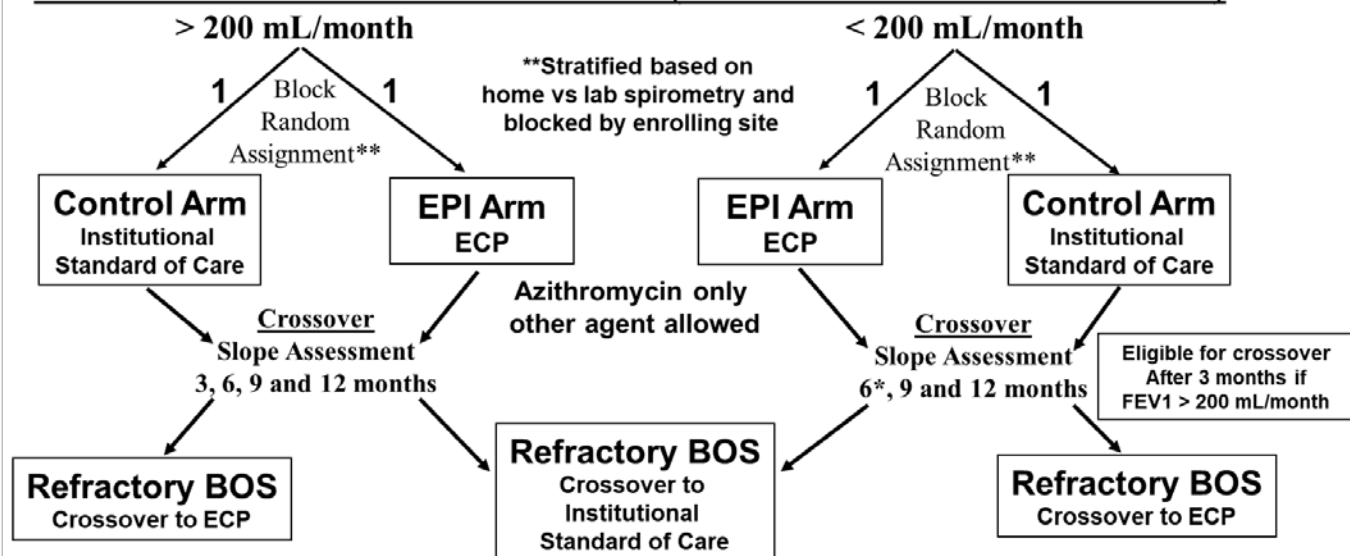 > 200 mL/month
< 200 mL/month
**Stratified based on
home vs lab spirometry and
blocked by enrolling site
1
Block
Random
Assignment**
1
1
Block
Random
Assignment**
1
Control Arm
Institutional
Standard of Care
EPI Arm
ECP
EPI Arm
ECP
Control Arm
Institutional
Standard of Care
Azithromycin only
other agent allowed
Crossover
Slope Assessment
3, 6, 9 and 12 months
Crossover
Slope Assessment
6*, 9 and 12 months
Eligible for crossover
After 3 months if
FEV1 > 200 mL/month
Refractory BOS
Crossover to ECP
Refractory BOS
Crossover to
Institutional
Standard of Care
Refractory BOS
Crossover to ECP